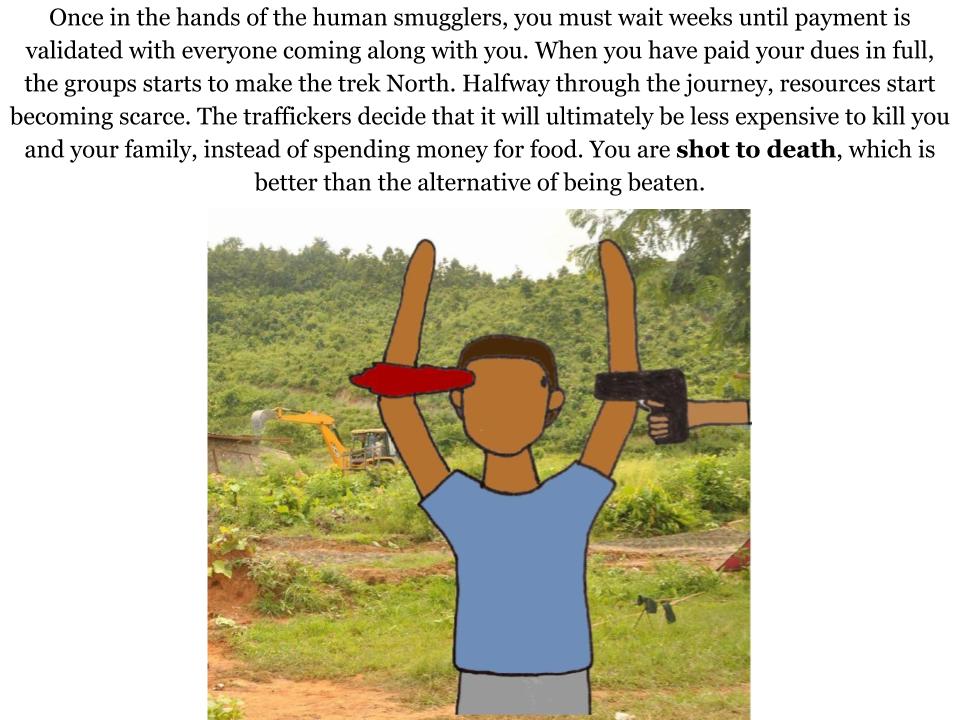 Once in the hands of the human smugglers, you must wait weeks until payment is
validated with everyone coming along with you. When you have paid your dues in full,
the groups starts to make the trek North. Halfway through the journey, resources start
becoming scarce. The traffickers decide that it will ultimately be less expensive to kill you
and your family, instead of spending money for food. You are shot to death, which is
better than the alternative of being beaten.